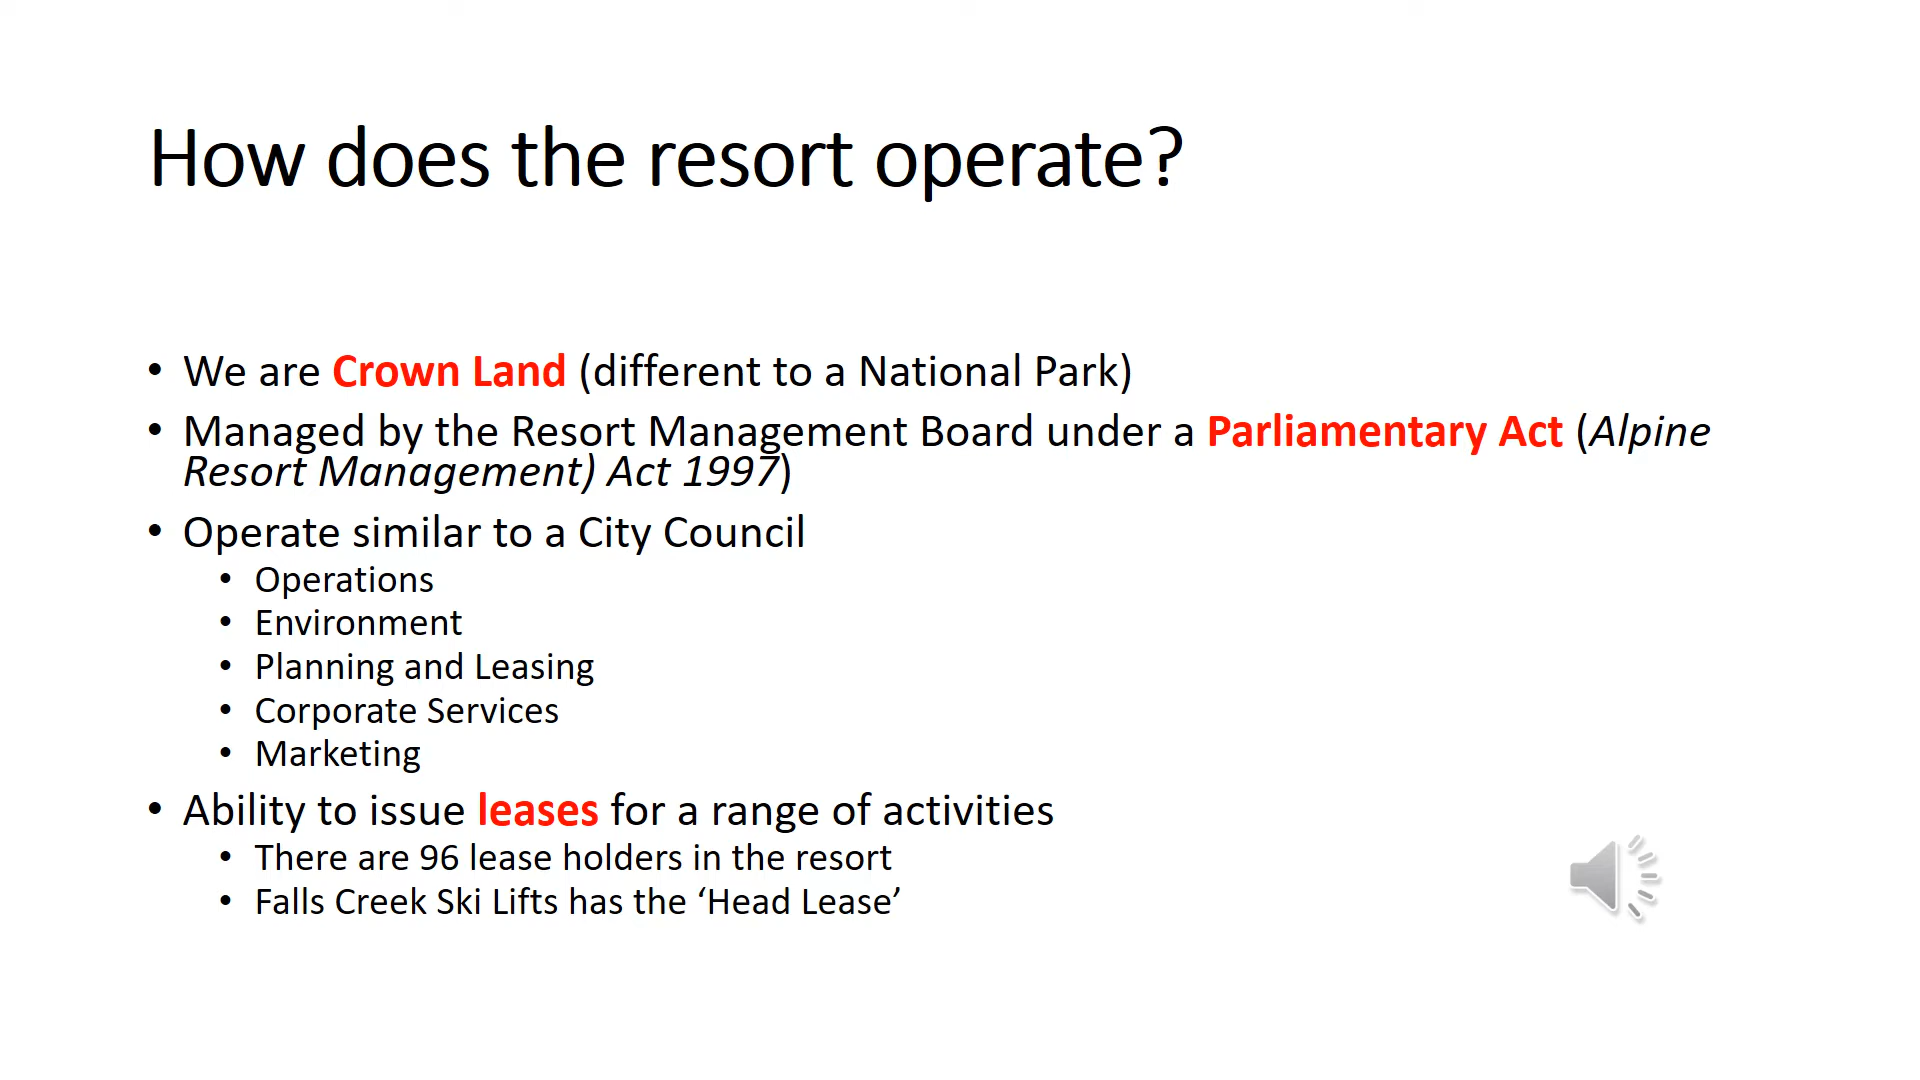 How does the resort operate?
• We are Crown Land (different to a National Park)
• Managed by the Resort Management Board under a Parliamentary Act (Alpine
Resort Management) Act 1997)
• Operate similar to a City Council
• Operations
• Environment
• Planning and Leasing
• Corporate Services
• Marketing
• Ability to issue leases for a range of activities
• There are 96 lease holders in the resort
• Falls Creek Ski Lifts has the ‘Head Lease’